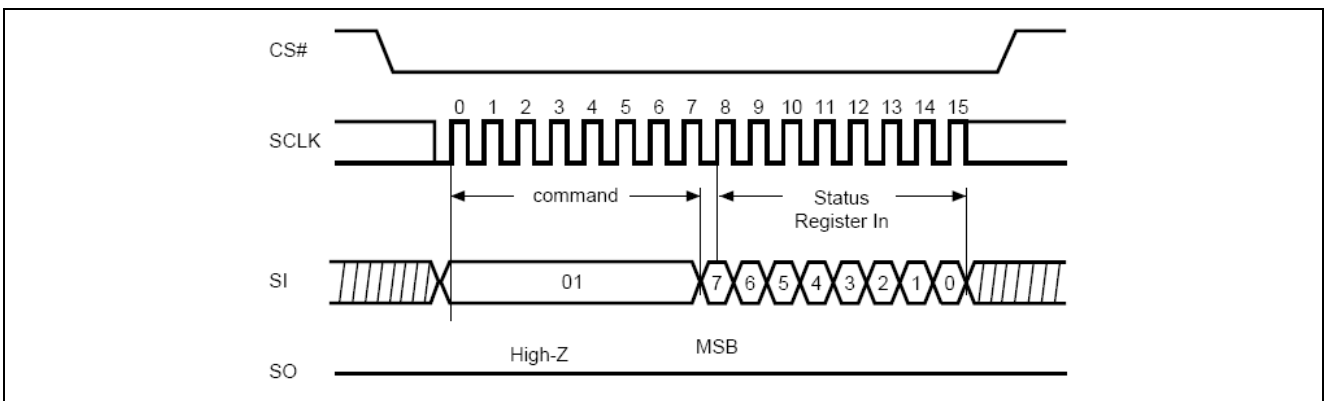 CS#
0 1 2 3 4 5 6 7 8 9 10 11 12 13 14 15
SCLK
command
Status
Register In
SI
01
7 6 5 4 3 2 1 0
High-Z
MSB
SO